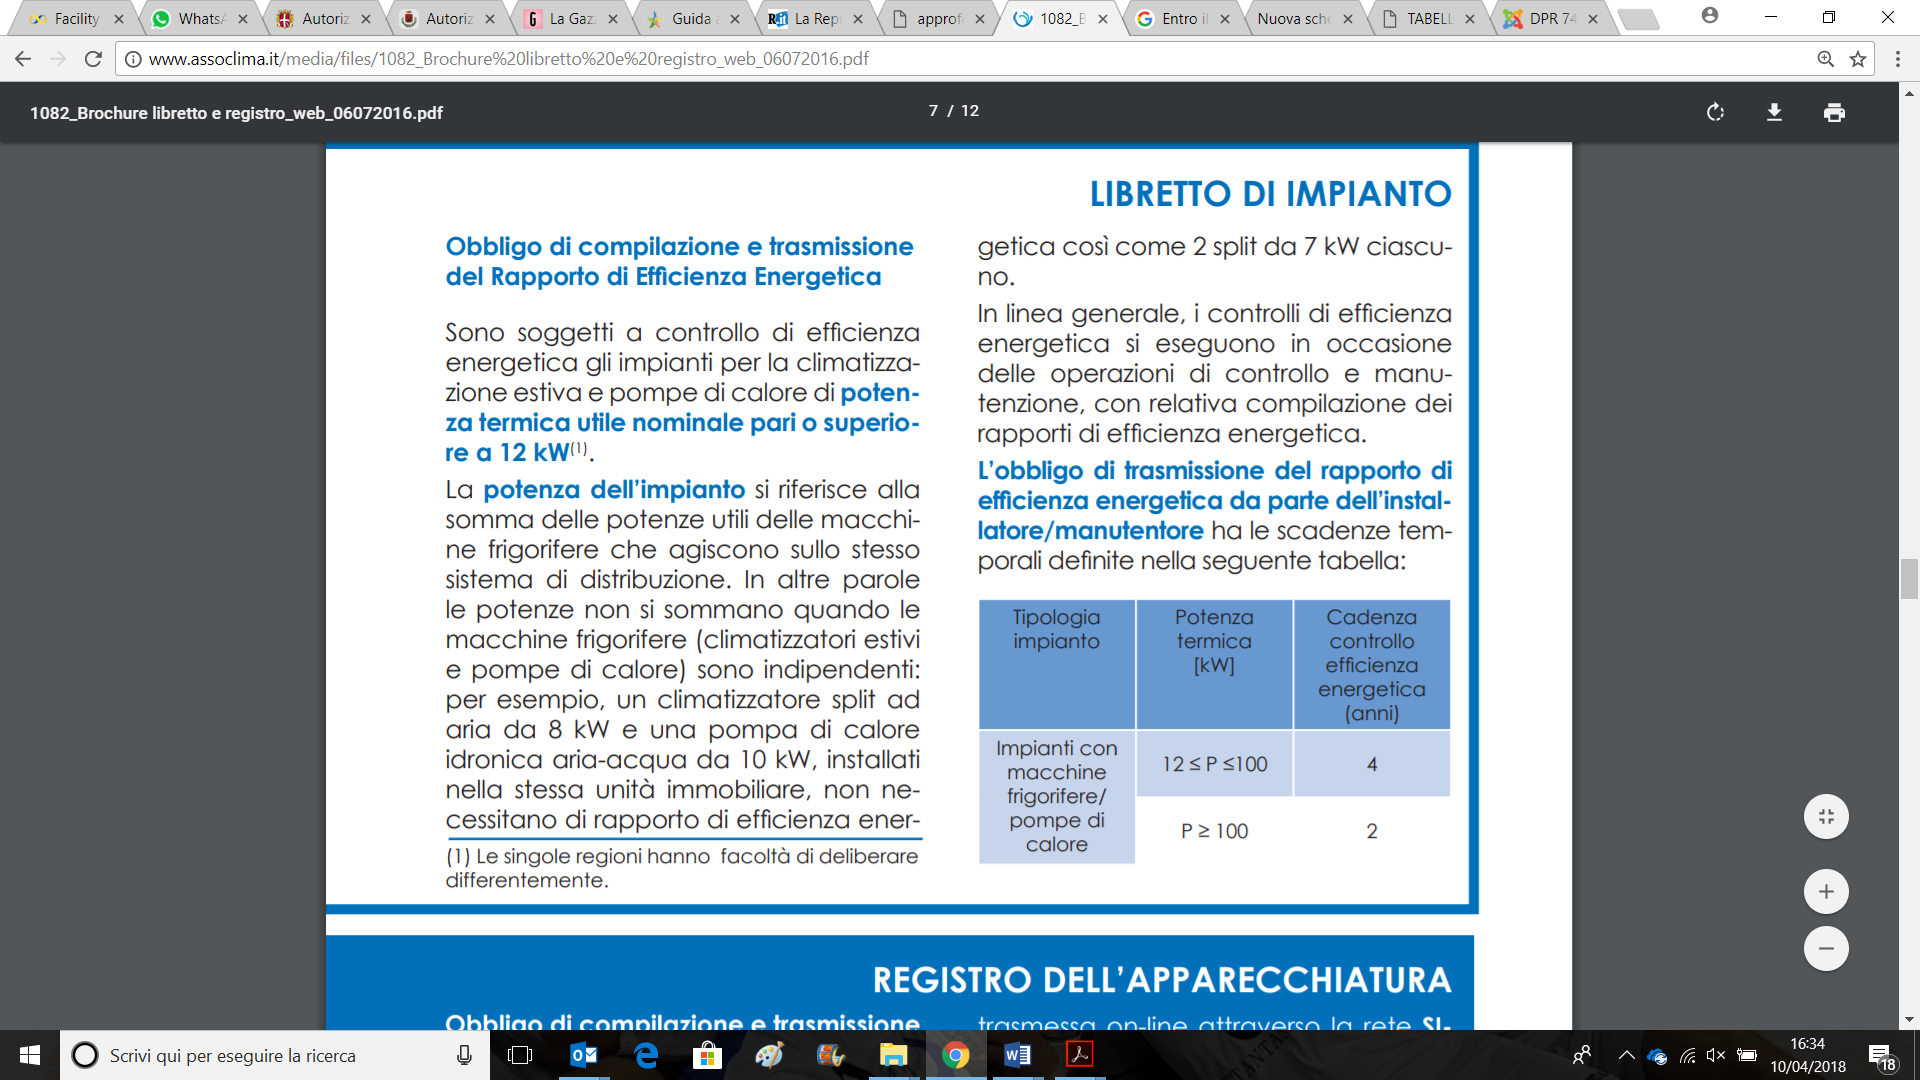 Facility
WhatsA
Autoriz
Autoriz
G
La Gaz
Guida a
R.it
La Rep
approf
1082_B
Entro i
Nuova sch
TABELL
DPR 74
www.assoclima.it/media/files/1082_Brochure%20libretto%20e%20registro_web_06072016.pdf
1082_Brochure libretto e registro_web_06072016.pdf
7 / 12
LIBRETTO DI IMPIANTO
Obbligo di compilazione e trasmissione
del Rapporto di Efficienza Energetica
Sono soggetti a controllo di efficienza
energetica gli impianti per la climatizza-
zione estiva e pompe di calore di poten-
za termica utile nominale pari o superio-
re a 12 kW(1).
La potenza dell'impianto si riferisce alla
somma delle potenze utili delle macchi-
ne frigorifere che agiscono sullo stesso
sistema di distribuzione. In altre parole
le potenze non si sommano quando le
macchine frigorifere (climatizzatori estivi
e pompe di calore) sono indipendenti:
per esempio, un climatizzatore split ad
aria da 8 kW e una pompa di calore
idronica aria-acqua da 10 kW, installati
nella stessa unità immobiliare, non ne-
cessitano di rapporto di efficienza ener-
(1) Le singole regioni hanno facoltà di deliberare
differentemente.
getica così come 2 split da 7 kW ciascu-
no.
In linea generale, i controlli di efficienza
energetica si eseguono in occasione
delle operazioni di controllo e manu-
tenzione, con relativa compilazione dei
rapporti di efficienza energetica.
L'obbligo di trasmissione del rapporto di
efficienza energetica da parte dell'instal-
latore/manutentore ha le scadenze tem-
porali definite nella seguente tabella:
Tipologia
impianto
Potenza
termica
[kW]
Cadenza
controllo
efficienza
energetica
(anni)
Impianti con
macchine
frigorifere/
pompe di
calore
12 ≤ P ≤100
4
P ≥ 100
2
REGISTRO DELL'APPARECCHIATURA
Obbligo di compilazione e trasmissione
trasmessa on-line attraverso la rete SI-
Scrivi qui per eseguire la ricerca
16:34
10/04/2018
18